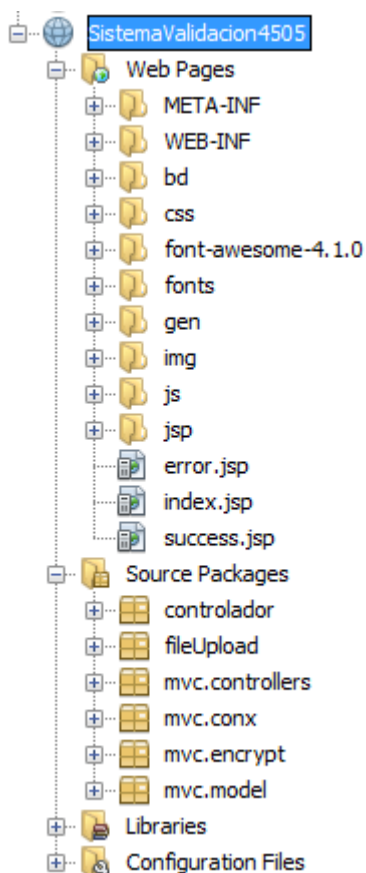 SistemaValidacion4505
Web Pages
META-INF
WEB-INF
bd
css
font-awesome-4.1.0
fonts
gen
img
js
jsp
error.jsp
index.jsp
success.jsp
Source Packages
controlador
fileUpload
mvc.controllers
mvc.conx
mvc.encrypt
mvc.model
Libraries
Configuration Files